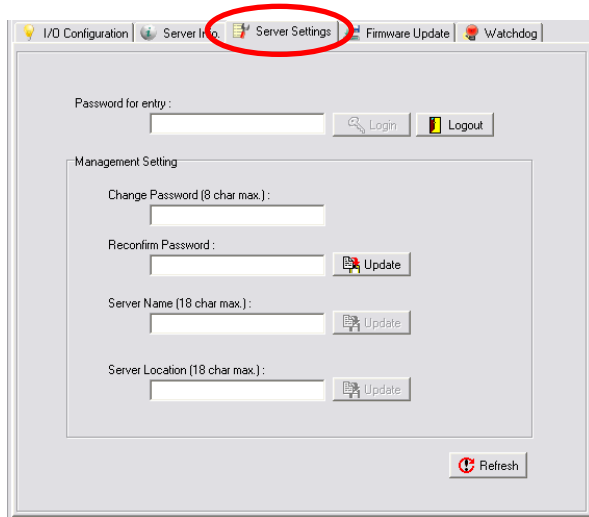 I/O Configuration Server Info. Server Settings Firmware Update Watchdog
Password for entry :
Login Logout
Management Setting
Change Password (8 char max.) :
Reconfirm Password :
Update
Server Name (18 char max.) :
Update
Server Location (18 char max.) :
Update
Refresh